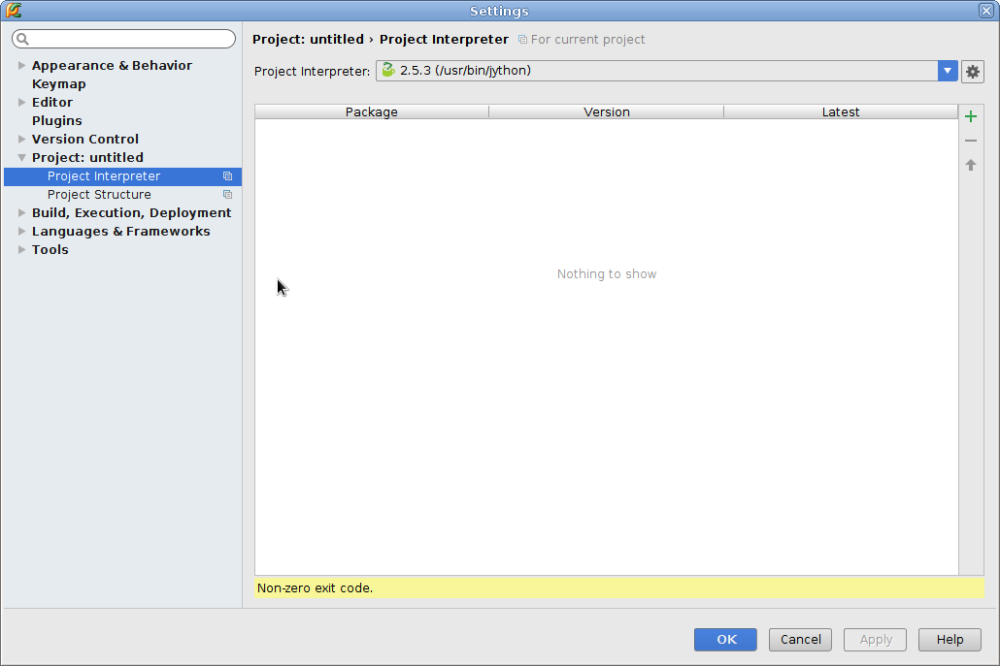 Settings
Appearance & Behavior
Keymap
Editor
Plugins
Version Control
Project: untitled
Project Interpreter
Project Structure
Build, Execution, Deployment
Languages & Frameworks
Tools
Project: untitled › Project Interpreter For current project
Project Interpreter: 2.5.3 (/usr/bin/jython)
Package Version Latest
Nothing to show
Non-zero exit code.
OK Cancel Apply Help